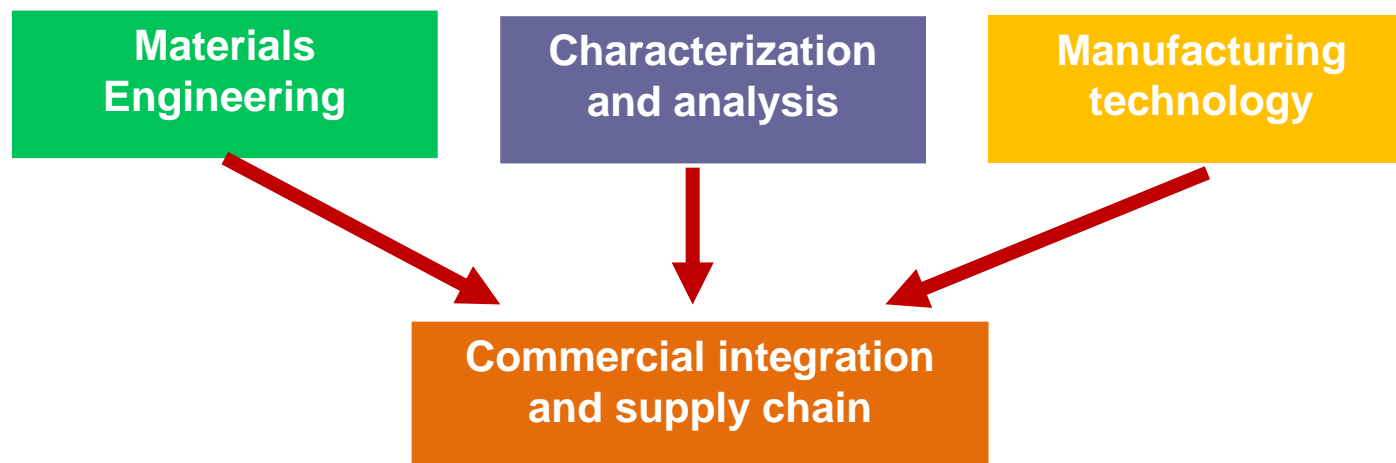 Materials
Engineering
Characterization
and analysis
Manufacturing
technology
Commercial integration
and supply chain